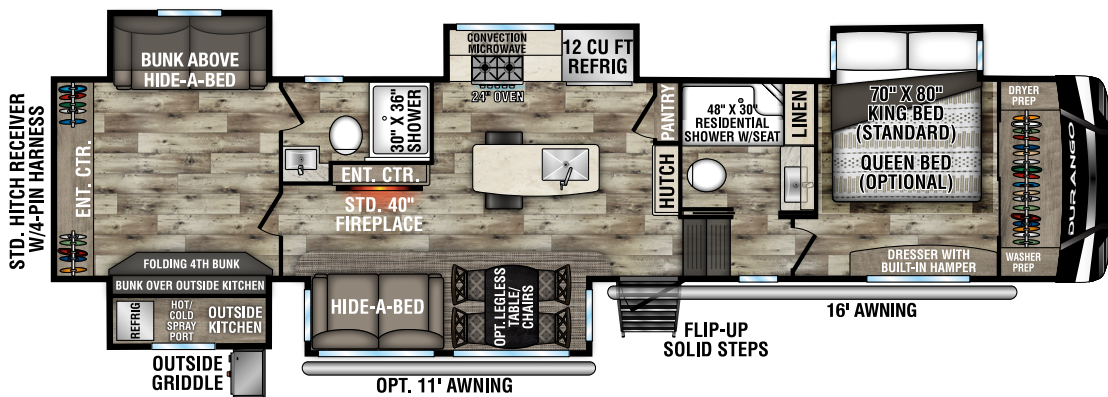 STD. HITCH RECEIVER
W/4-PIN HARNESS
ENT. CTR.
BUNK ABOVE
HIDE-A-BED
FOLDING 4TH BUNK
BUNK OVER OUTSIDE KITCHEN
REFRIG
HOT/
COLD
SPRAY
PORT
OUTSIDE
KITCHEN
OUTSIDE
GRIDDLE
30" X 36"
SHOWER
ENT. CTR.
STD. 40"
FIREPLACE
HIDE-A-BED
OPT. LEGLESS
TABLE/
CHAIRS
OPT. 11' AWNING
CONVECTION
MICROWAVE
24" OVEN
12 CU FT
REFRIG
PANTRY
HUTCH
48" X 30"
RESIDENTIAL
SHOWER W/SEAT
LINEN
FLIP-UP
SOLID STEPS
16' AWNING
70" X 80"
KING BED
(STANDARD)
QUEEN BED
(OPTIONAL)
DRESSER WITH
BUILT-IN HAMPER
DRYER
PREP
WASHER
PREP
DURANGO